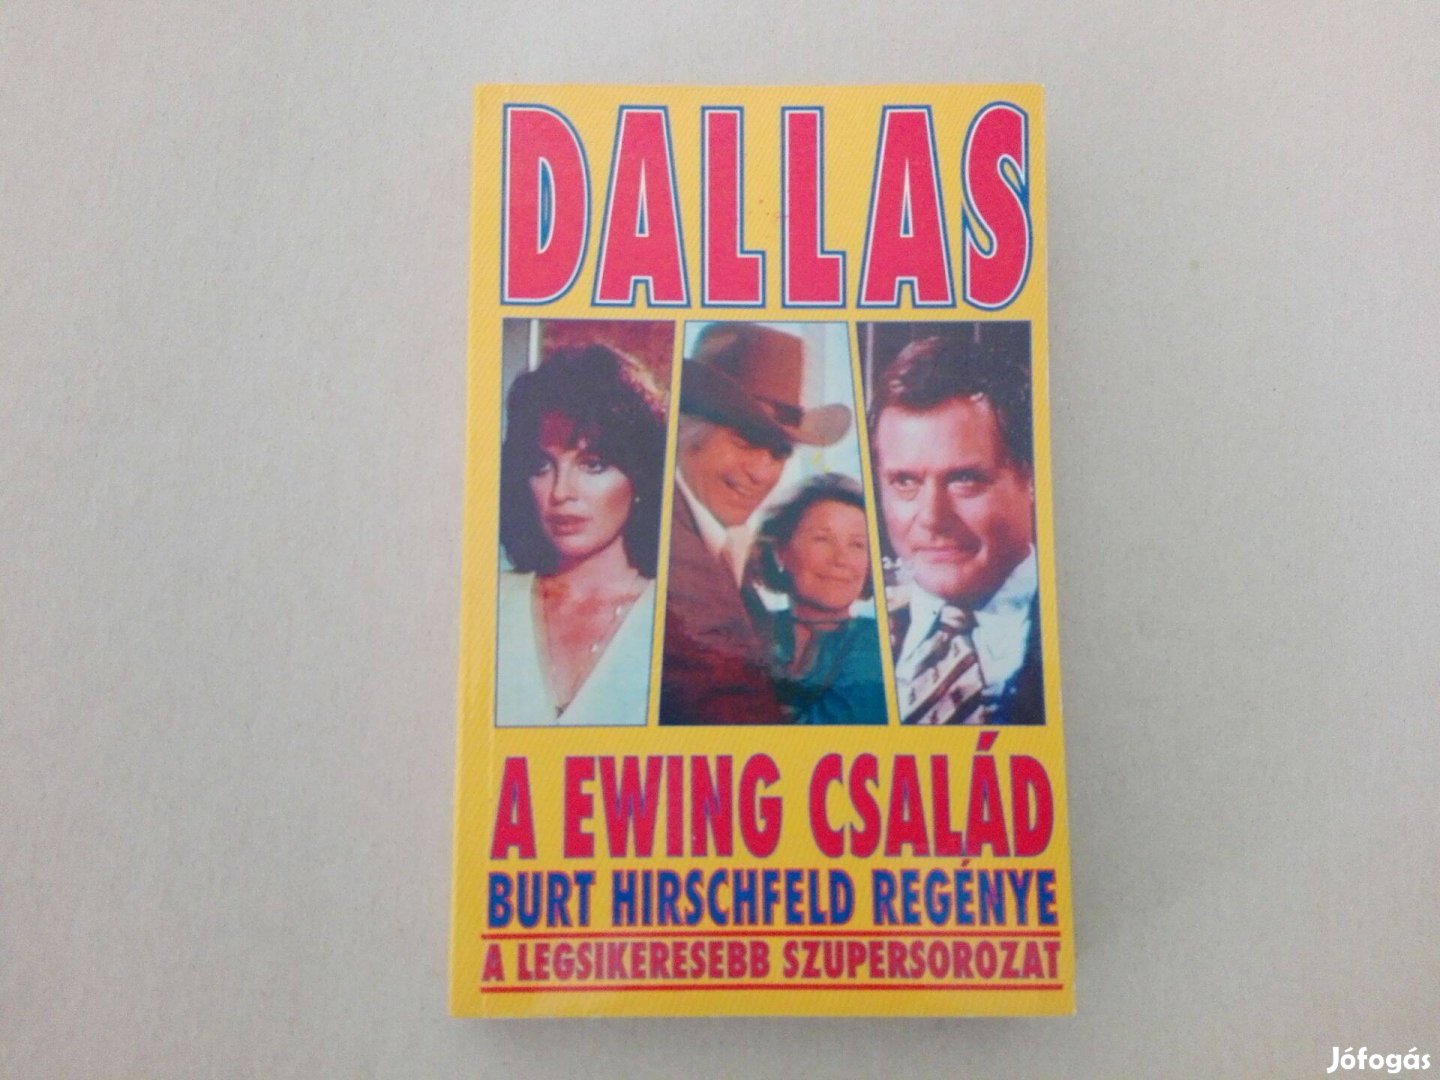 DALLAS
A EWING CSALÁD
BURT HIRSCHFELD REGÉNYE
A LEGSIKERESEBB SZUPERSOROZAT
Jófogás